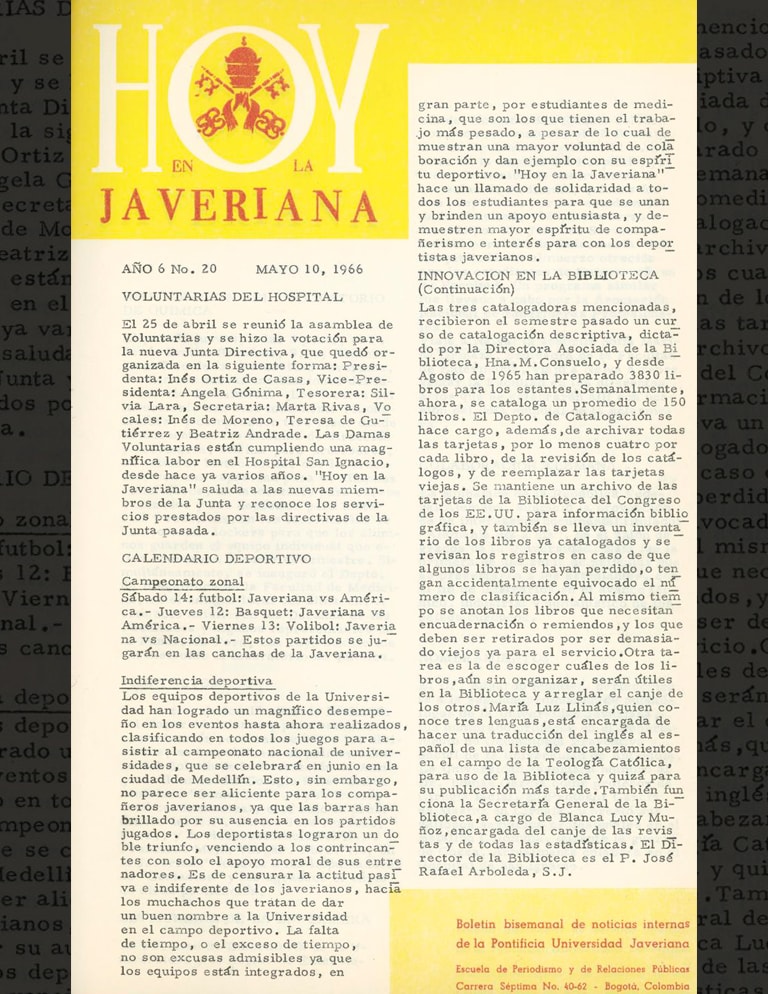 HOY
EN LA
JAVERIANA
AÑO 6 No. 20 MAYO 10, 1966
VOLUNTARIAS DEL HOSPITAL
El 25 de abril se reunió la asamblea de
Voluntarias y se hizo la votación para
la nueva Junta Directiva, que quedó or-
ganizada en la siguiente forma: Presi-
denta: Inés Ortiz de Casas, Vice-Pre-
sidenta: Angela Gónima, Tesorera: Sil-
via Lara, Secretaria: Marta Rivas, Vo
cales: Inés de Moreno, Teresa de Gu-
tiérrez y Beatriz Andrade. Las Damas
Voluntarias están cumpliendo una mag-
nífica labor en el Hospital San Ignacio,
desde hace ya varios años. "Hoy en la
Javeriana" saluda a las nuevas miem-
bros de la Junta y reconoce los servi-
cios prestados por las directivas de la
Junta pasada.
CALENDARIO DEPORTIVO
Campeonato zonal
Sábado 14: futbol: Javeriana vs Améri-
ca.- Jueves 12: Basquet: Javeriana vs
América.- Viernes 13: Volibol: Javeria
na vs Nacional.- Estos partidos se ju-
garán en las canchas de la Javeriana.
Indiferencia deportiva
Los equipos deportivos de la Universi-
dad han logrado un magnífico desempe-
ño en los eventos hasta ahora realizados,
clasificando en todos los juegos para a-
sistir al campeonato nacional de univer-
sidades, que se celebrará en junio en la
ciudad de Medellín. Esto, sin embargo,
no parece ser aliciente para los compa-
ñeros javerianos, ya que las barras han
brillado por su ausencia en los partidos
jugados. Los deportistas lograron un do
ble triunfo, venciendo a los contrincan-
tes con solo el apoyo moral de sus entre
nadores. Es de censurar la actitud pasi
va e indiferente de los javerianos, hacia
los muchachos que tratan de dar
un buen nombre a la Universidad
en el campo deportivo. La falta
de tiempo, o el exceso de tiempo,
no son excusas admisibles ya que
los equipos están integrados, en
gran parte, por estudiantes de medi-
cina, que son los que tienen el traba-
jo más pesado, a pesar de lo cual de
muestran una mayor voluntad de cola
boración y dan ejemplo con su espíri
tu deportivo. "Hoy en la Javeriana"
hace un llamado de solidaridad a to-
dos los estudiantes para que se unan
y brinden un apoyo entusiasta, y de-
muestren mayor espíritu de compa-
ñerismo e interés para con los depor
tistas javerianos.
INNOVACION EN LA BIBLIOTECA
(Continuación)
Las tres catalogadoras mencionadas,
recibieron el semestre pasado un cur
so de catalogación descriptiva, dicta-
do por la Directora Asociada de la Bi
blioteca, Hna.M.Consuelo, y desde
Agosto de 1965 han preparado 3830 li-
bros para los estantes.Semanalmente,
ahora, se cataloga un promedio de 150
libros. El Depto. de Catalogación se
hace cargo, además,de archivar todas
las tarjetas, por lo menos cuatro por
cada libro, de la revisión de los catá-
logos, y de reemplazar las tarjetas
viejas. Se mantiene un archivo de las
tarjetas de la Biblioteca del Congreso
de los EE.UU. para información biblio
gráfica, y también se lleva un inventa
rio de los libros ya catalogados y se
revisan los registros en caso de que
algunos libros se hayan perdido,o ten
gan accidentalmente equivocado el nú
mero de clasificación. Al mismo tiem
po se anotan los libros que necesitan
encuadernación o remiendos,y los que
deben ser retirados por ser demasia-
do viejos ya para el servicio.Otra ta-
rea es la de escoger cuáles de los li-
bros,aún sin organizar, serán útiles
en la Biblioteca y arreglar el canje de
los otros.María Luz Llinás,quien co-
noce tres lenguas,está encargada de
hacer una traducción del inglés al es-
pañol de una lista de encabezamientos
en el campo de la Teología Católica,
para uso de la Biblioteca y quizá para
su publicación más tarde.También fun
ciona la Secretaría General de la Bi-
blioteca,a cargo de Blanca Lucy Mu-
ñoz,encargada del canje de las revis
tas y de todas las estadísticas. El Di-
rector de la Biblioteca es el P. José
Rafael Arboleda, S.J.
Boletín bisemanal de noticias internas
de la Pontificia Universidad Javeriana
Escuela de Periodismo y de Relaciones Públicas
Carrera Séptima No. 40-62 - Bogotá, Colombia